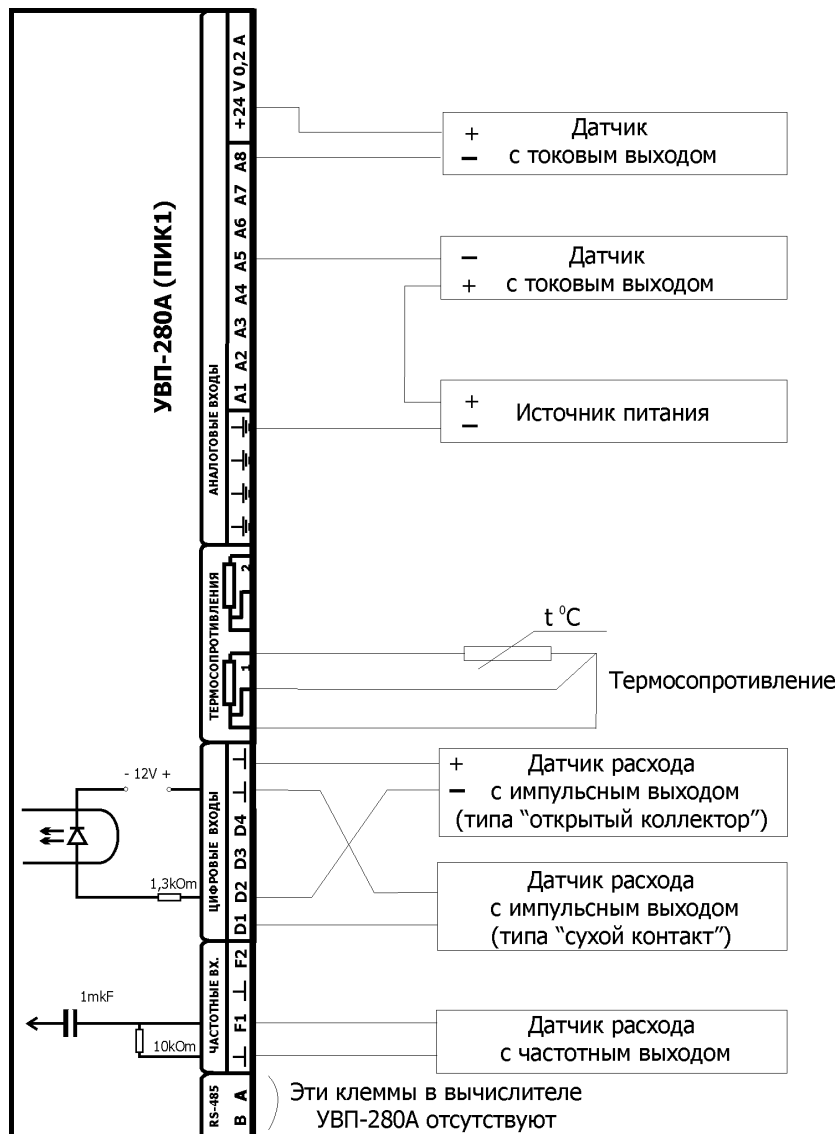 УВП-280А (ПИК1)
АНАЛОГОВЫЕ ВХОДЫ
+24 V 0,2 A
A8
A7
A6
A5
A4
A3
A2
A1
+ Датчик
− с токовым выходом
− Датчик
+ с токовым выходом
+
− Источник питания
ТЕРМОСОПРОТИВЛЕНИЯ
2
1
t ⁰C
Термосопротивление
ЦИФРОВЫЕ ВХОДЫ
D4
D3
D2
D1
- 12V +
1,3kOm
+ Датчик расхода
− с импульсным выходом
(типа “открытый коллектор”)
Датчик расхода
с импульсным выходом
(типа “сухой контакт”)
ЧАСТОТНЫЕ ВХ.
F2
F1
1mkF
10kOm
Датчик расхода
с частотным выходом
RS-485
B A
Эти клеммы в вычислителе
УВП-280А отсутствуют